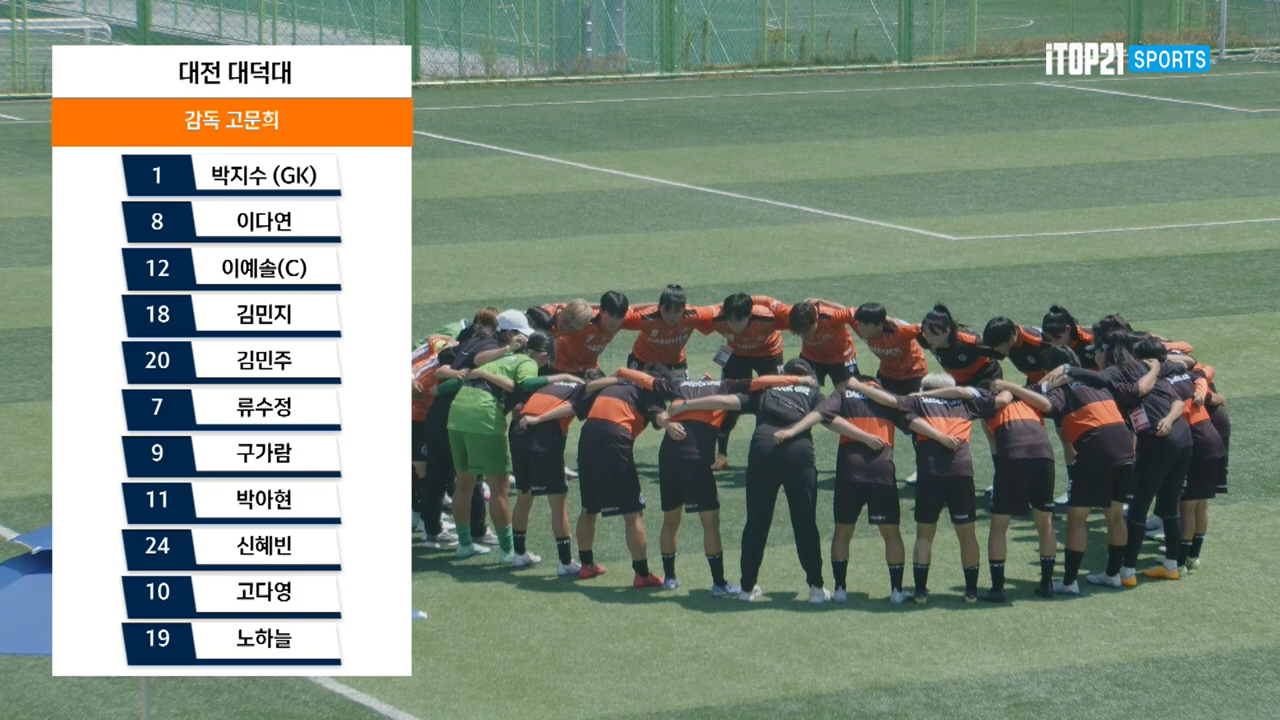 대전 대덕대
감독 고문희
1 박지수 (GK)
8 이다연
12 이예솔(C)
18 김민지
20 김민주
7 류수정
9 구가람
11 박아현
24 신혜빈
10 고다영
19 노하늘
iTOP21 SPORTS